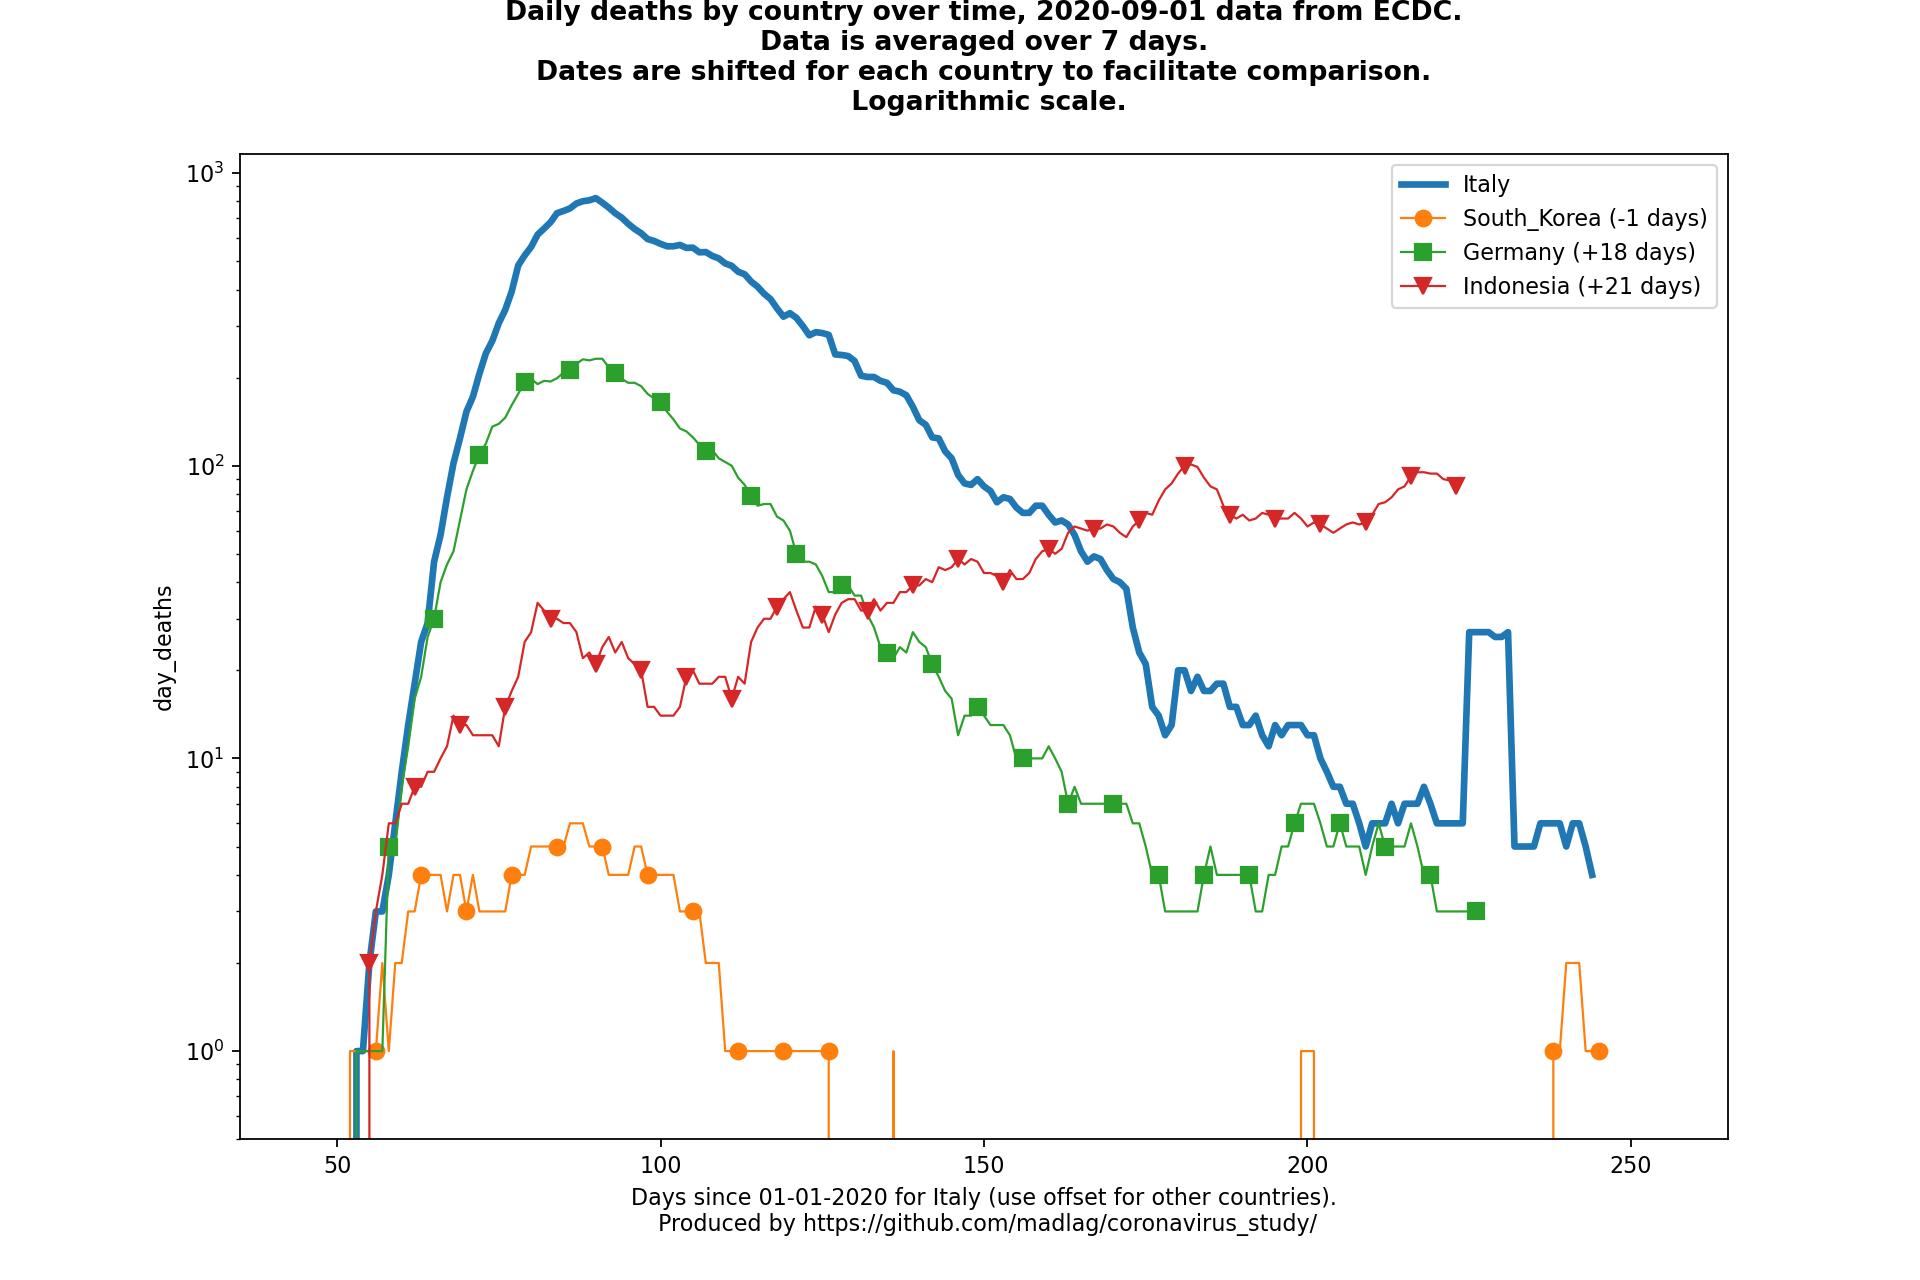 Daily deaths by country over time, 2020-09-01 data from ECDC.
Data is averaged over 7 days.
Dates are shifted for each country to facilitate comparison.
Logarithmic scale.
10³
10²
10¹
10⁰
day_deaths
Italy
South_Korea (-1 days)
Germany (+18 days)
Indonesia (+21 days)
50 100 150 200 250
Days since 01-01-2020 for Italy (use offset for other countries).
Produced by https://github.com/madlag/coronavirus_study/